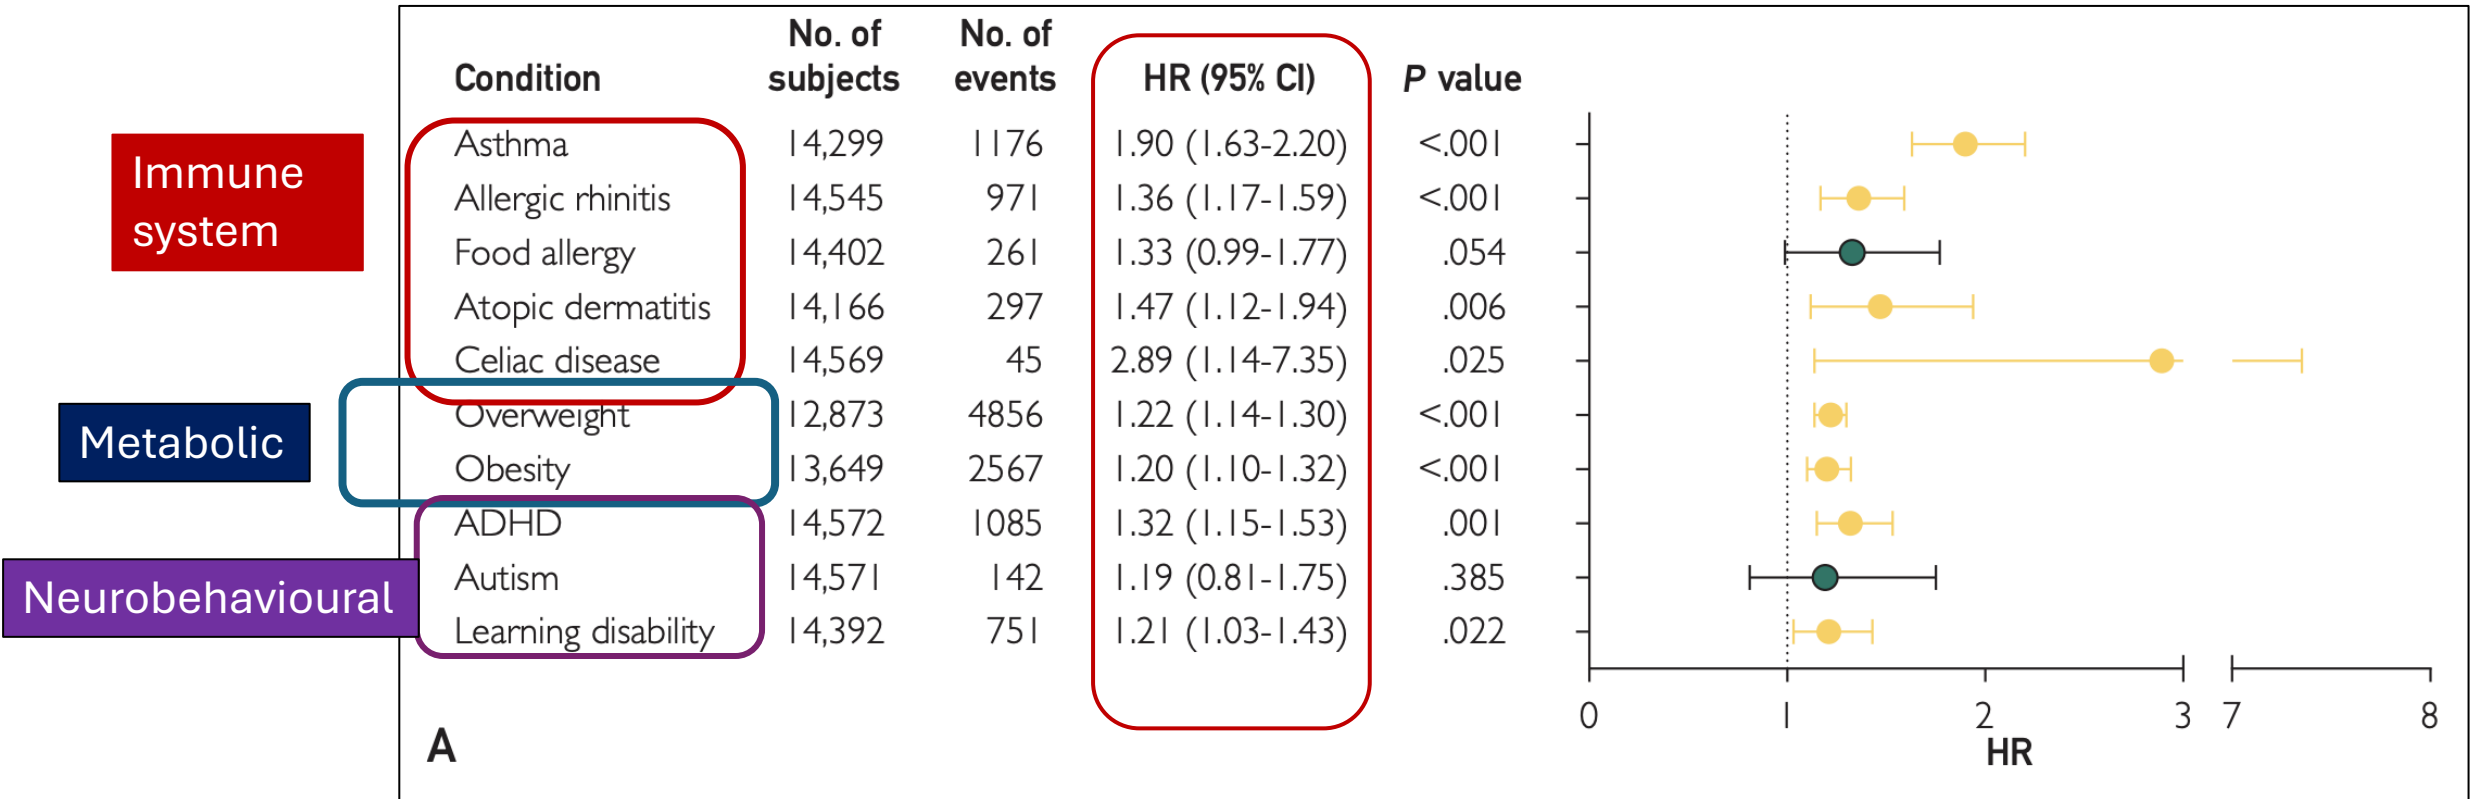 No. of No. of
Condition subjects events HR (95% CI) P value
Immune
system
Asthma 14,299 1176 1.90 (1.63-2.20) <.001
Allergic rhinitis 14,545 971 1.36 (1.17-1.59) <.001
Food allergy 14,402 261 1.33 (0.99-1.77) .054
Atopic dermatitis 14,166 297 1.47 (1.12-1.94) .006
Celiac disease 14,569 45 2.89 (1.14-7.35) .025
Metabolic
Overweight 12,873 4856 1.22 (1.14-1.30) <.001
Obesity 13,649 2567 1.20 (1.10-1.32) <.001
Neurobehavioural
ADHD 14,572 1085 1.32 (1.15-1.53) .001
Autism 14,571 142 1.19 (0.81-1.75) .385
Learning disability 14,392 751 1.21 (1.03-1.43) .022
0 1 2 3 7 8
A HR